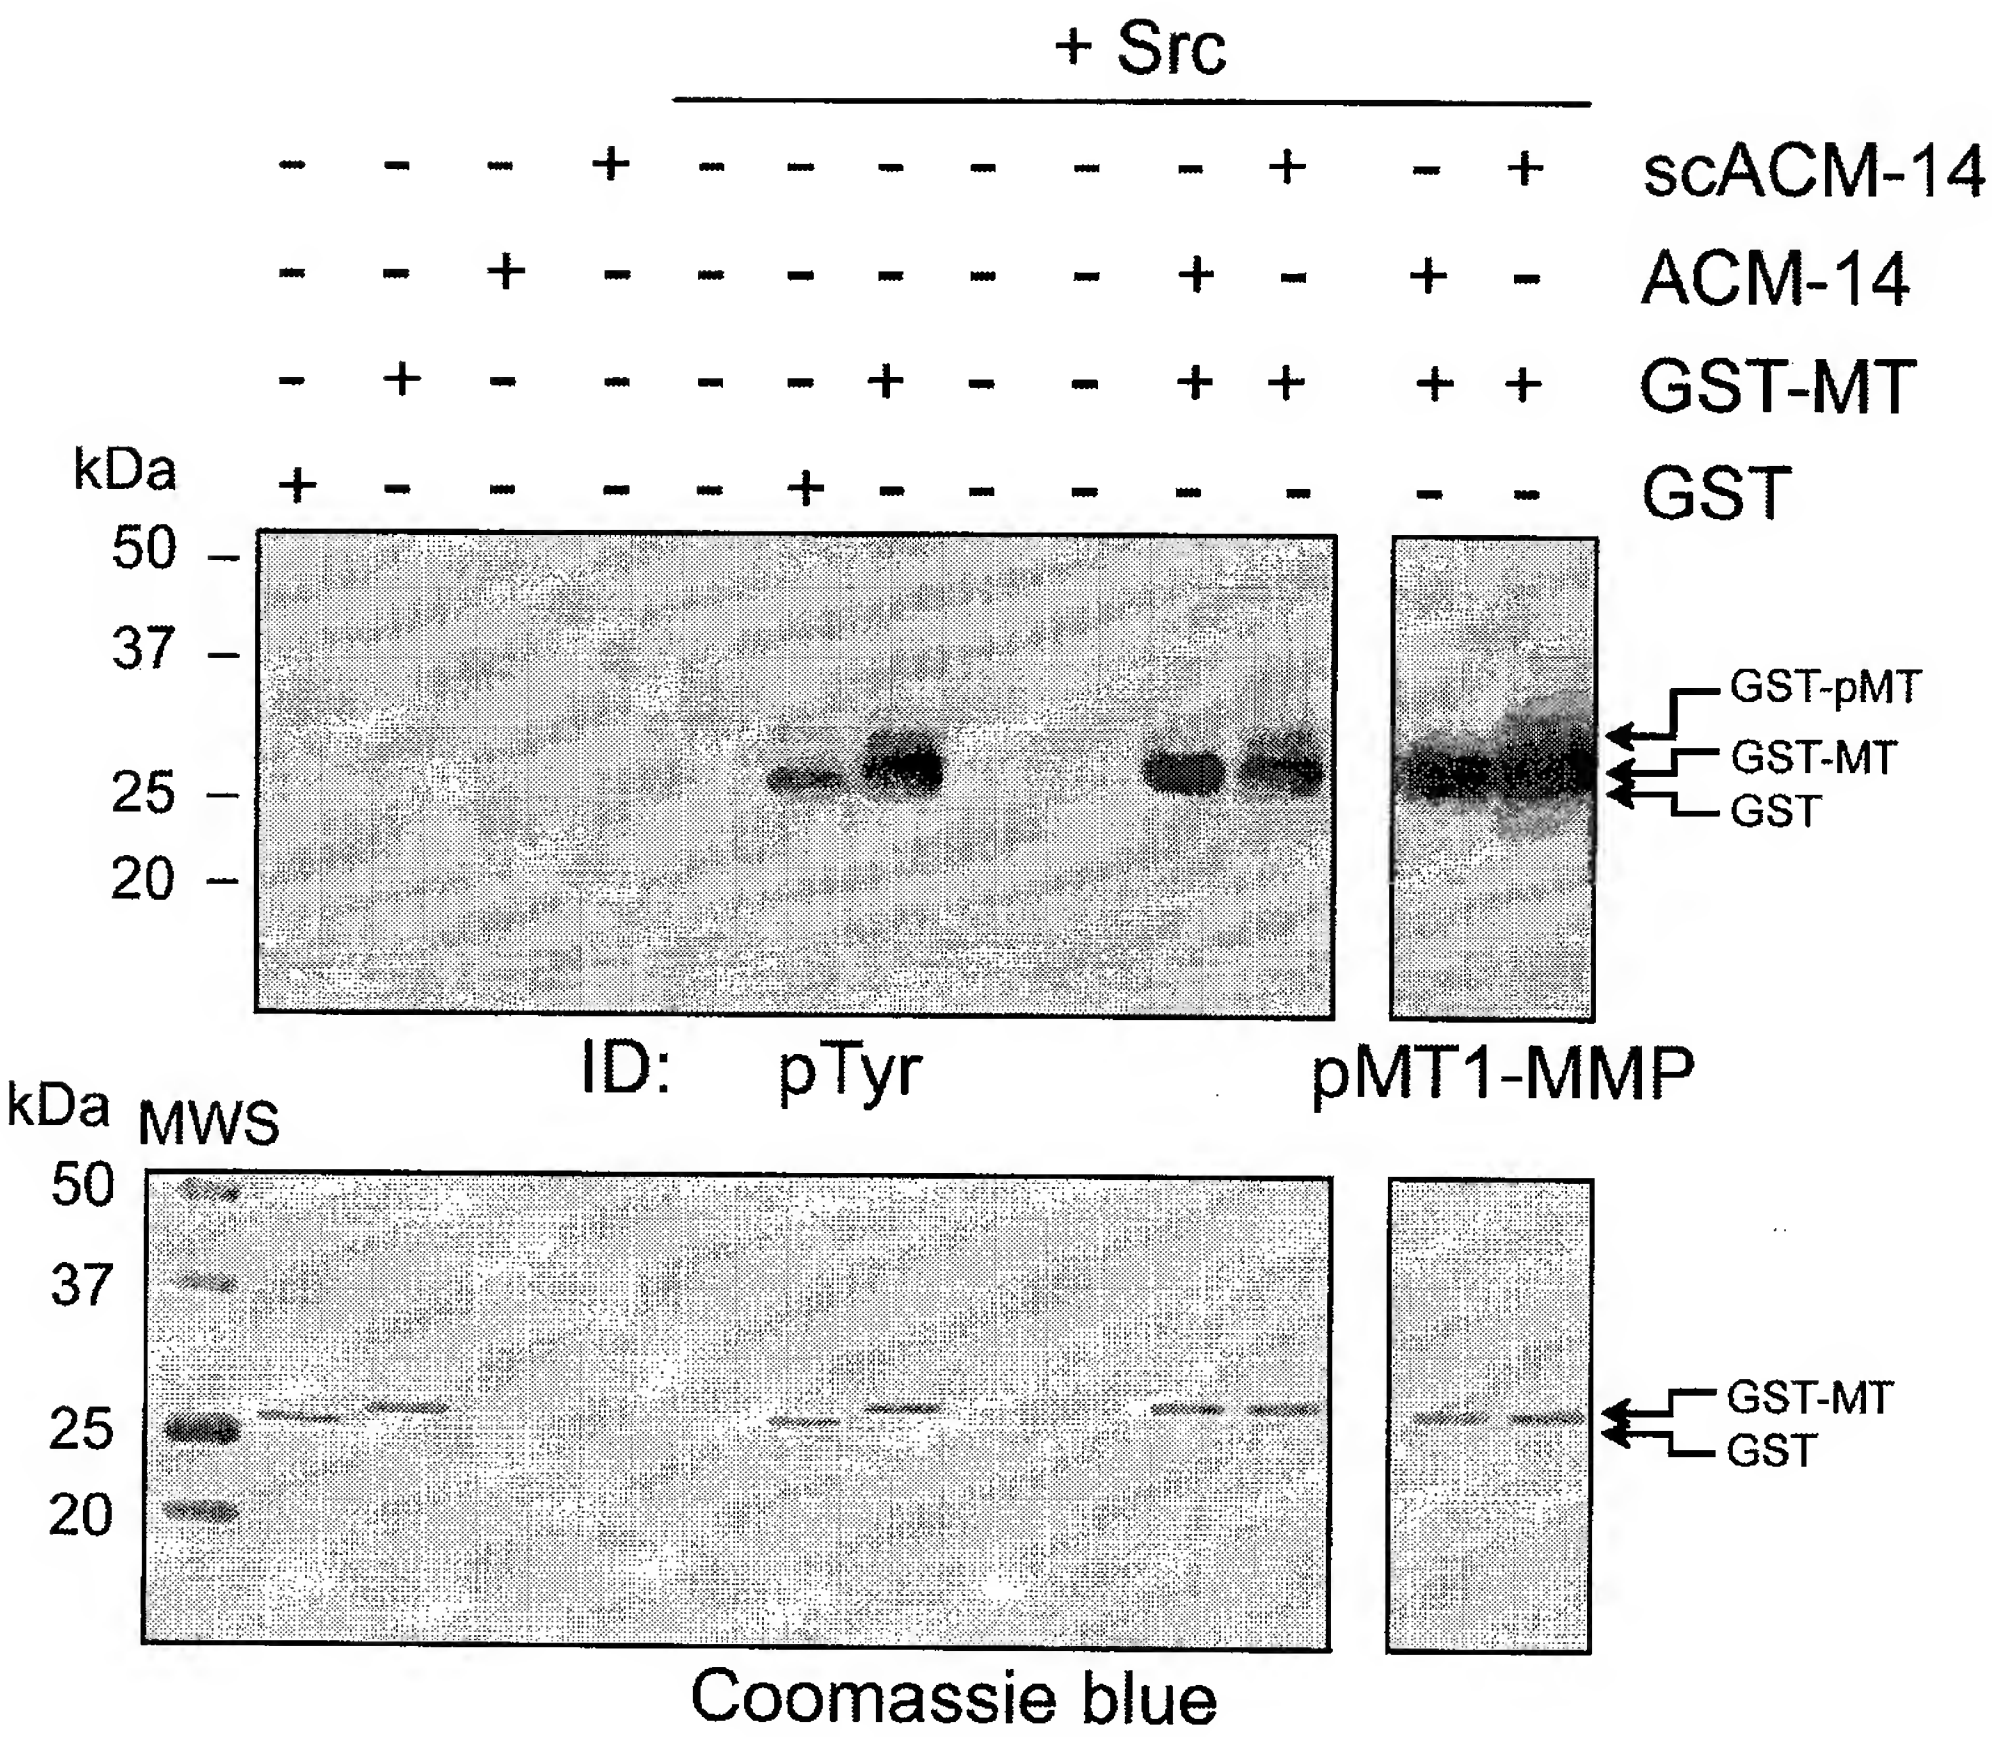 + Src
- - - + - - - - - - + - + scACM-14
- - + - - - - - - + - + - ACM-14
- + - - - - + - - + + + + GST-MT
kDa
+ - - - - + - - - - - - - GST
50
37
25
20
GST-pMT
GST-MT
GST
ID: pTyr pMT1-MMP
kDa MWS
50
37
25
20
GST-MT
GST
Coomassie blue